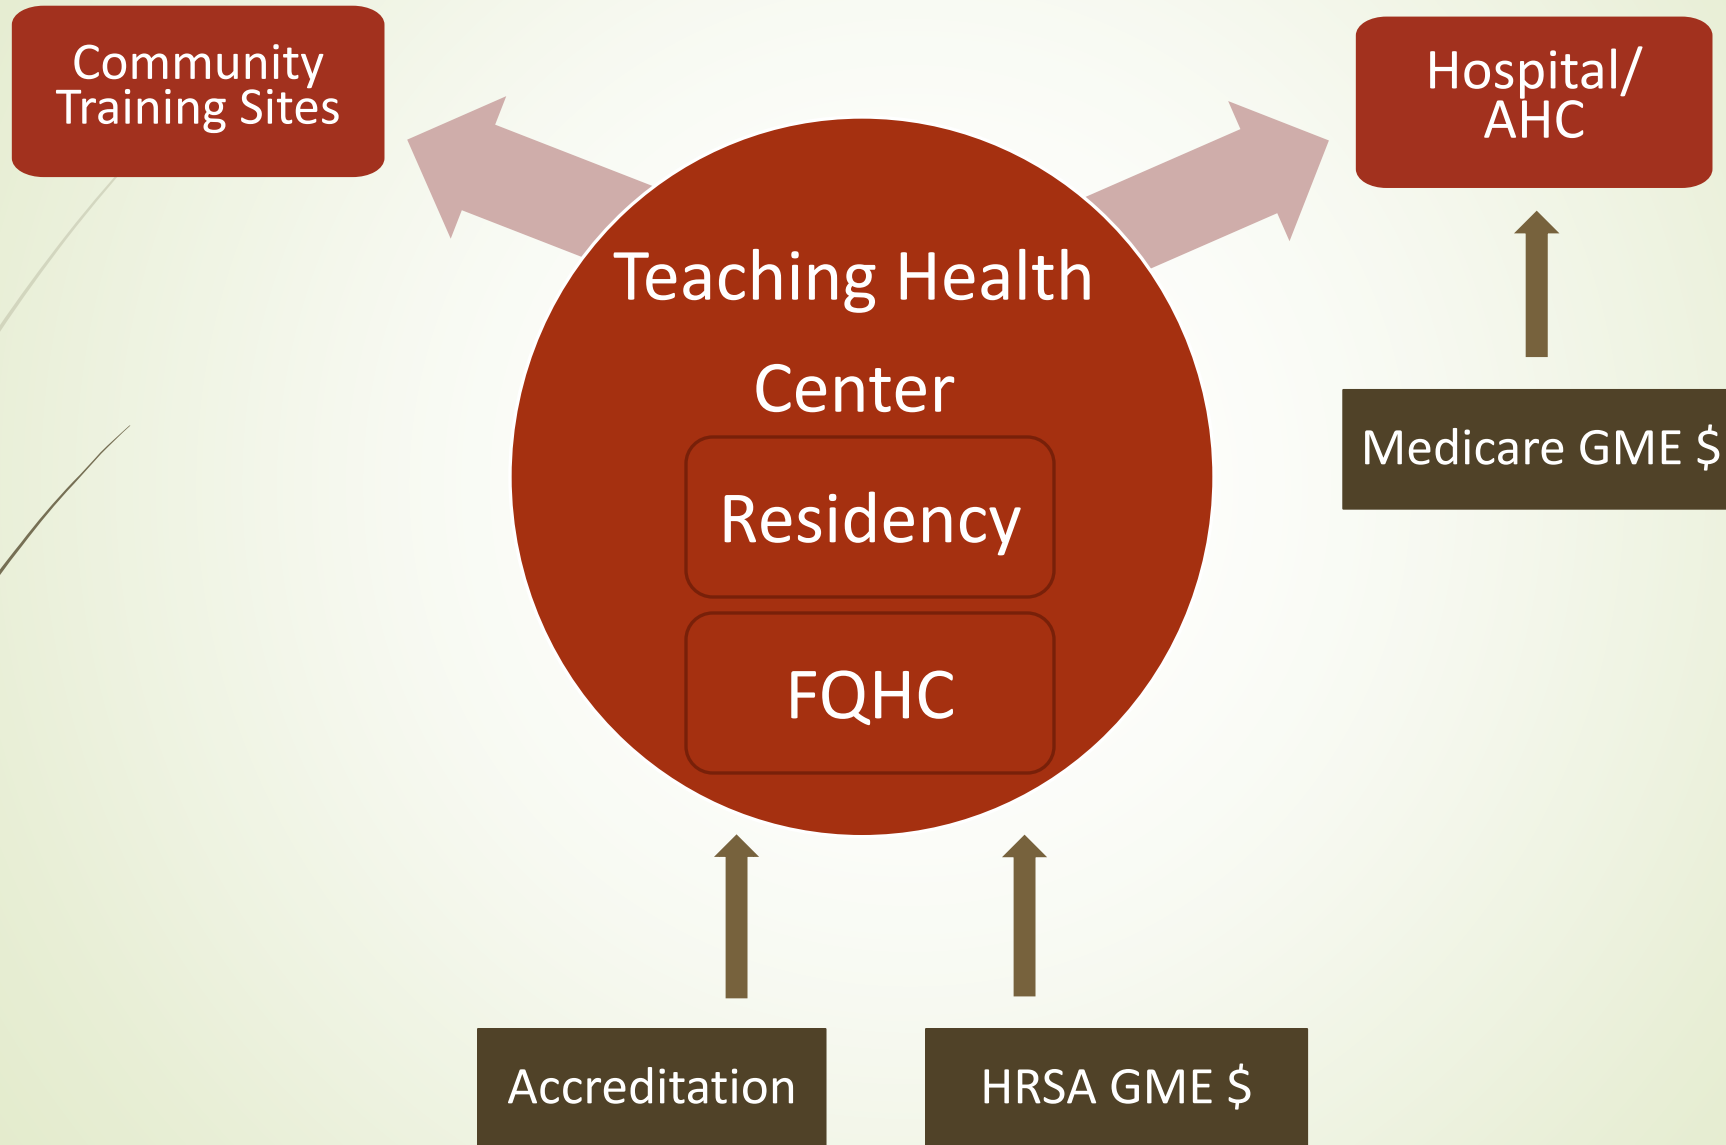 Community
Training Sites
Hospital/
AHC
Teaching Health
Center
Medicare GME $
Residency
FQHC
Accreditation
HRSA GME $